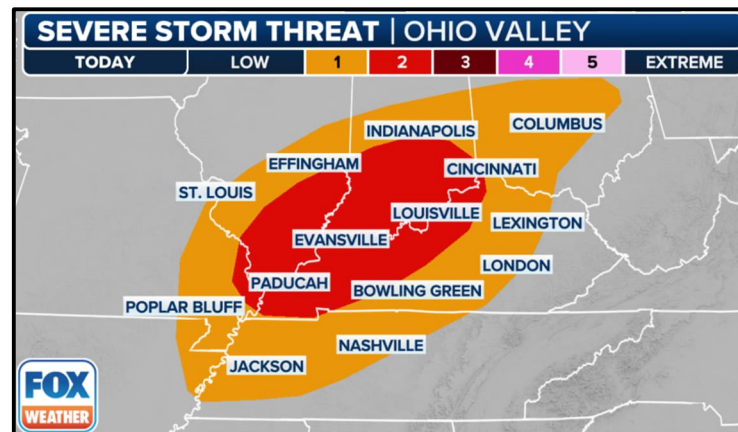 SEVERE STORM THREAT | OHIO VALLEY
TODAY LOW 1 2 3 4 5 EXTREME
INDIANAPOLIS
COLUMBUS
EFFINGHAM
CINCINNATI
ST. LOUIS
LOUISVILLE
LEXINGTON
EVANSVILLE
LONDON
PADUCAH
BOWLING GREEN
POPLAR BLUFF
NASHVILLE
JACKSON
FOX
WEATHER